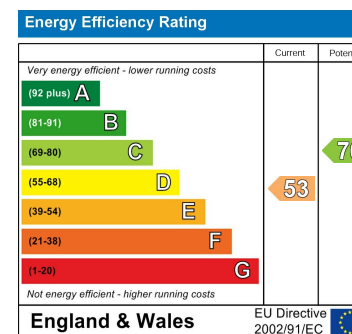 Energy Efficiency Rating
Current
Very energy efficient - lower running costs
(92 plus) A
(81-91) B
(69-80) C
(55-68) D
53
(39-54) E
(21-38) F
(1-20) G
Not energy efficient - higher running costs
England & Wales
EU Directive
2002/91/EC